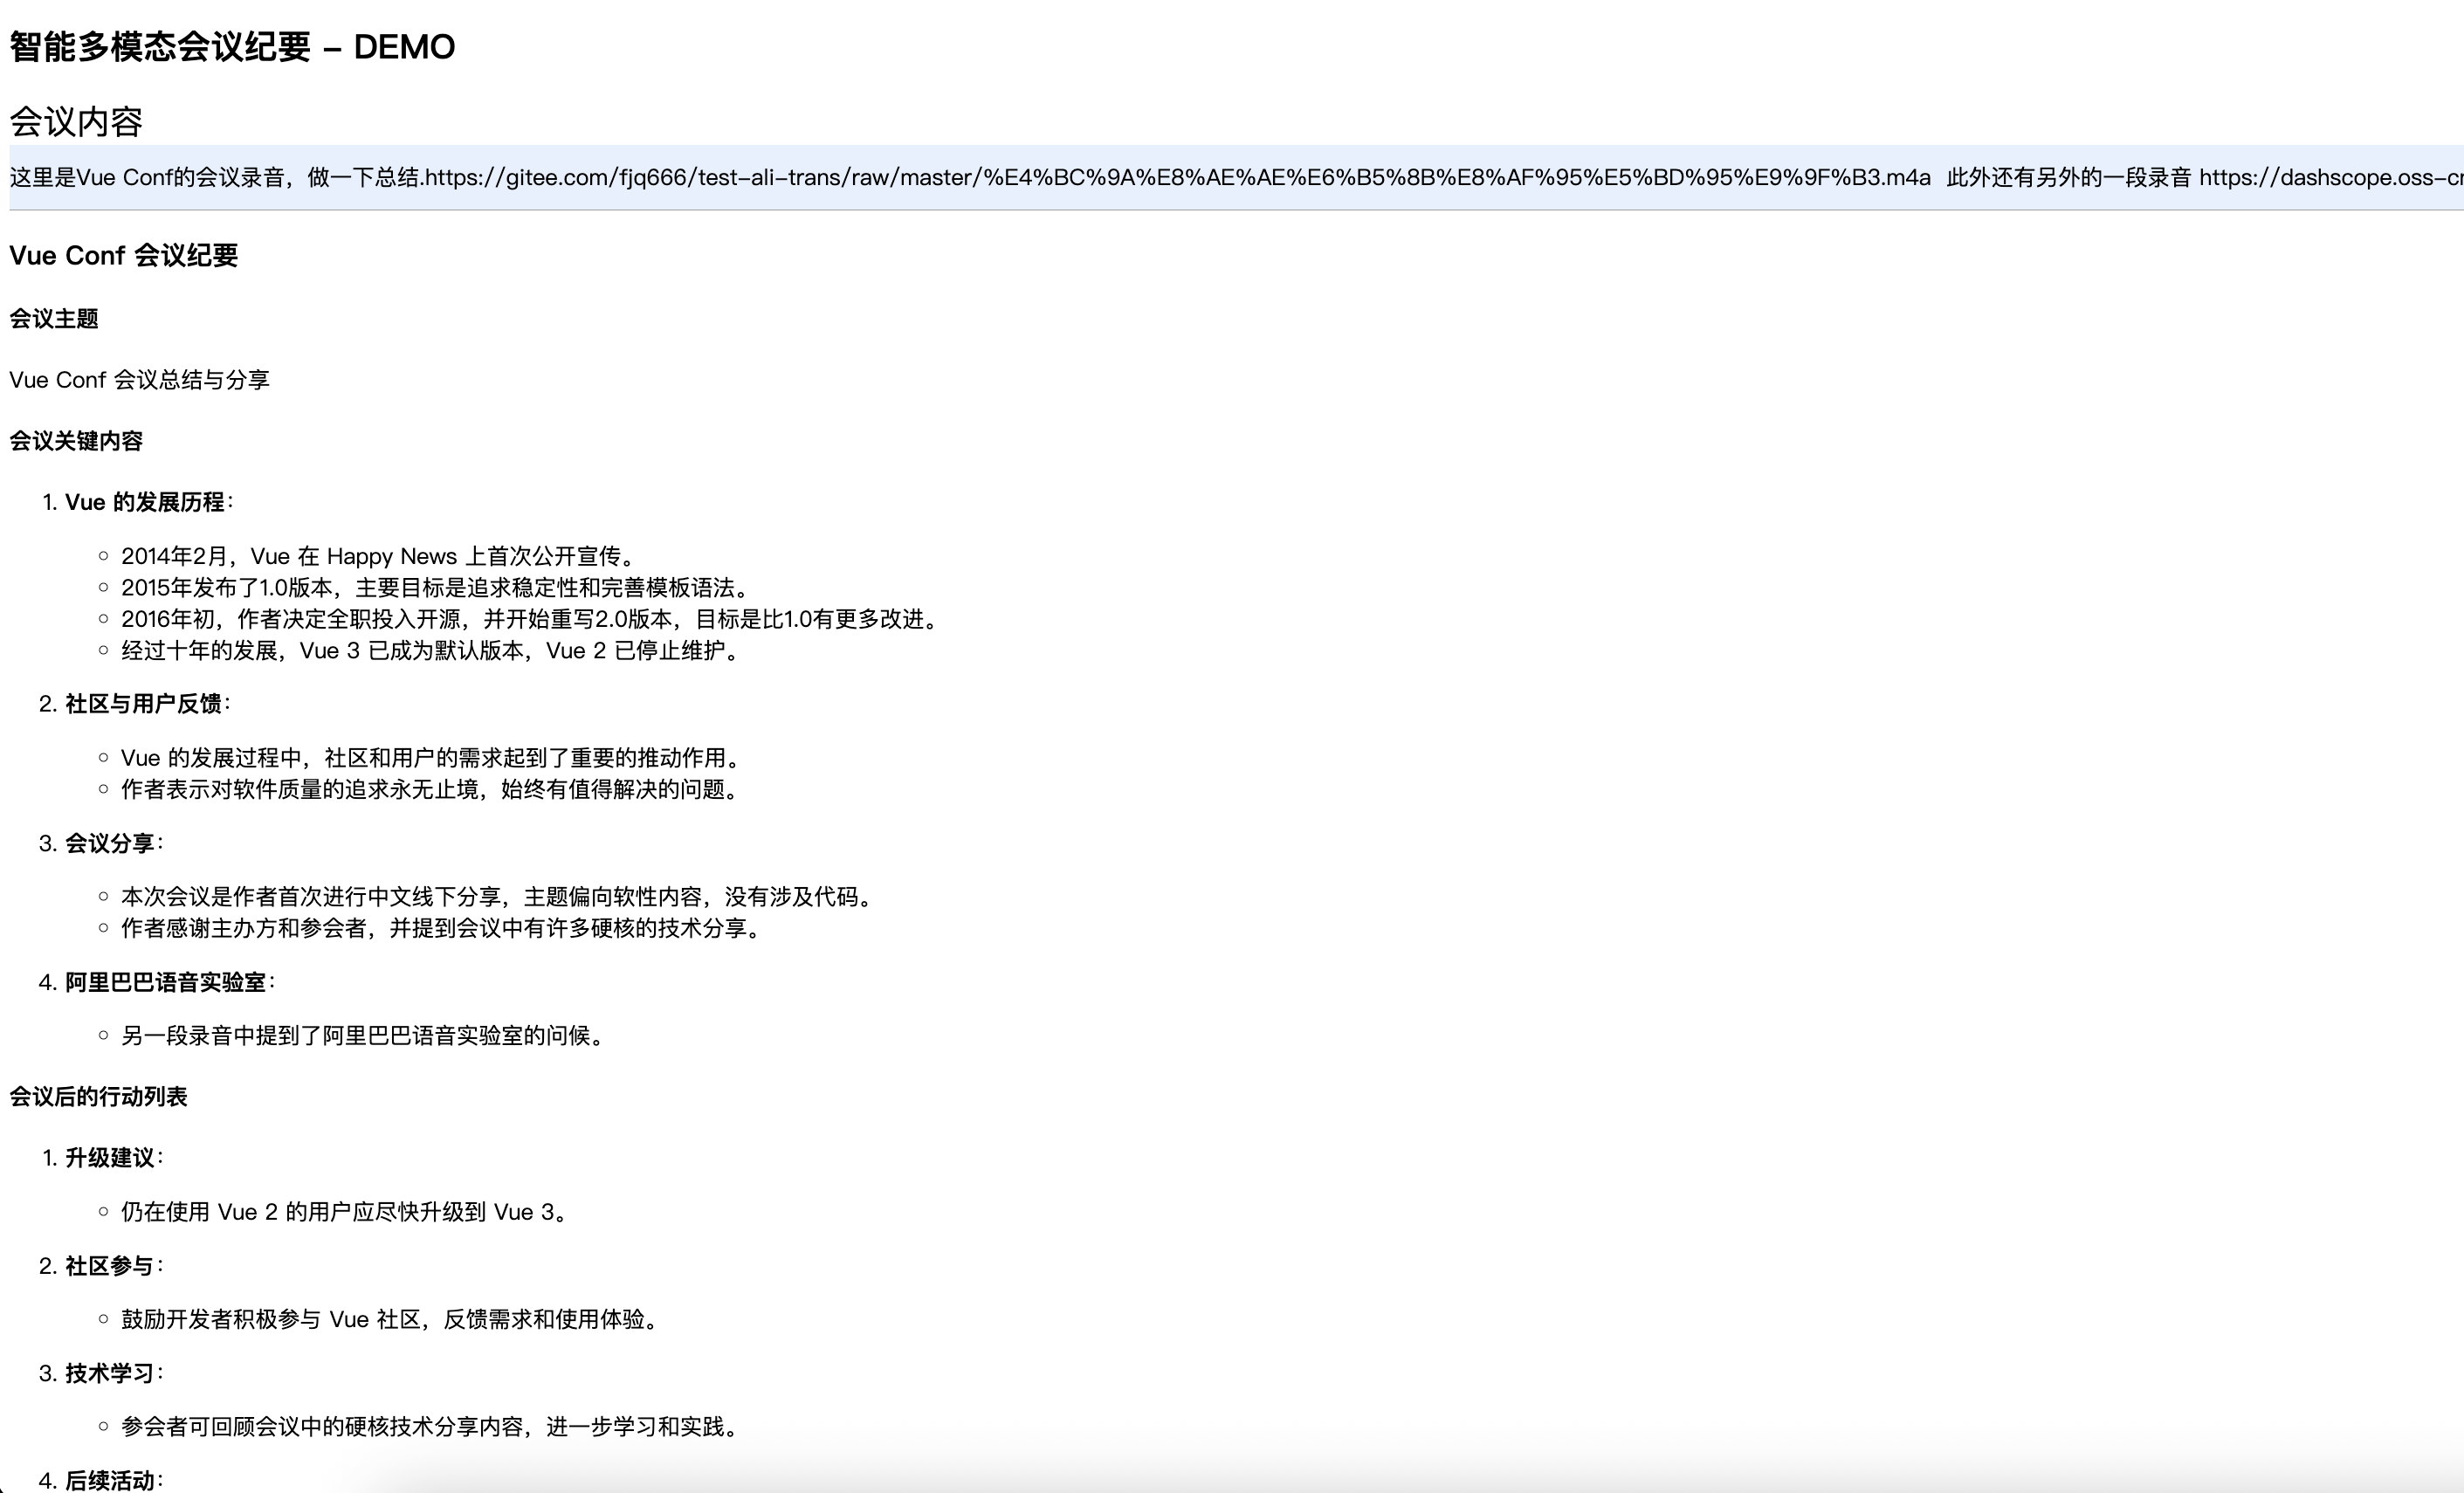 智能多模态会议纪要 – DEMO
会议内容
这里是Vue Conf的会议录音，做一下总结.https://gitee.com/fjq666/test-ali-trans/raw/master/%E4%BC%9A%E8%AE%AE%E6%B5%8B%E8%AF%95%E5%BD%95%E9%9F%B3.m4a 此外还有另外的一段录音 https://dashscope.oss-cr
Vue Conf 会议纪要
会议主题
Vue Conf 会议总结与分享
会议关键内容
1. Vue 的发展历程：
○ 2014年2月，Vue 在 Happy News 上首次公开宣传。
○ 2015年发布了1.0版本，主要目标是追求稳定性和完善模板语法。
○ 2016年初，作者决定全职投入开源，并开始重写2.0版本，目标是比1.0有更多改进。
○ 经过十年的发展，Vue 3 已成为默认版本，Vue 2 已停止维护。
2. 社区与用户反馈：
○ Vue 的发展过程中，社区和用户的需求起到了重要的推动作用。
○ 作者表示对软件质量的追求永无止境，始终有值得解决的问题。
3. 会议分享：
○ 本次会议是作者首次进行中文线下分享，主题偏向软性内容，没有涉及代码。
○ 作者感谢主办方和参会者，并提到会议中有许多硬核的技术分享。
4. 阿里巴巴语音实验室：
○ 另一段录音中提到了阿里巴巴语音实验室的问候。
会议后的行动列表
1. 升级建议：
○ 仍在使用 Vue 2 的用户应尽快升级到 Vue 3。
2. 社区参与：
○ 鼓励开发者积极参与 Vue 社区，反馈需求和使用体验。
3. 技术学习：
○ 参会者可回顾会议中的硬核技术分享内容，进一步学习和实践。
4. 后续活动：